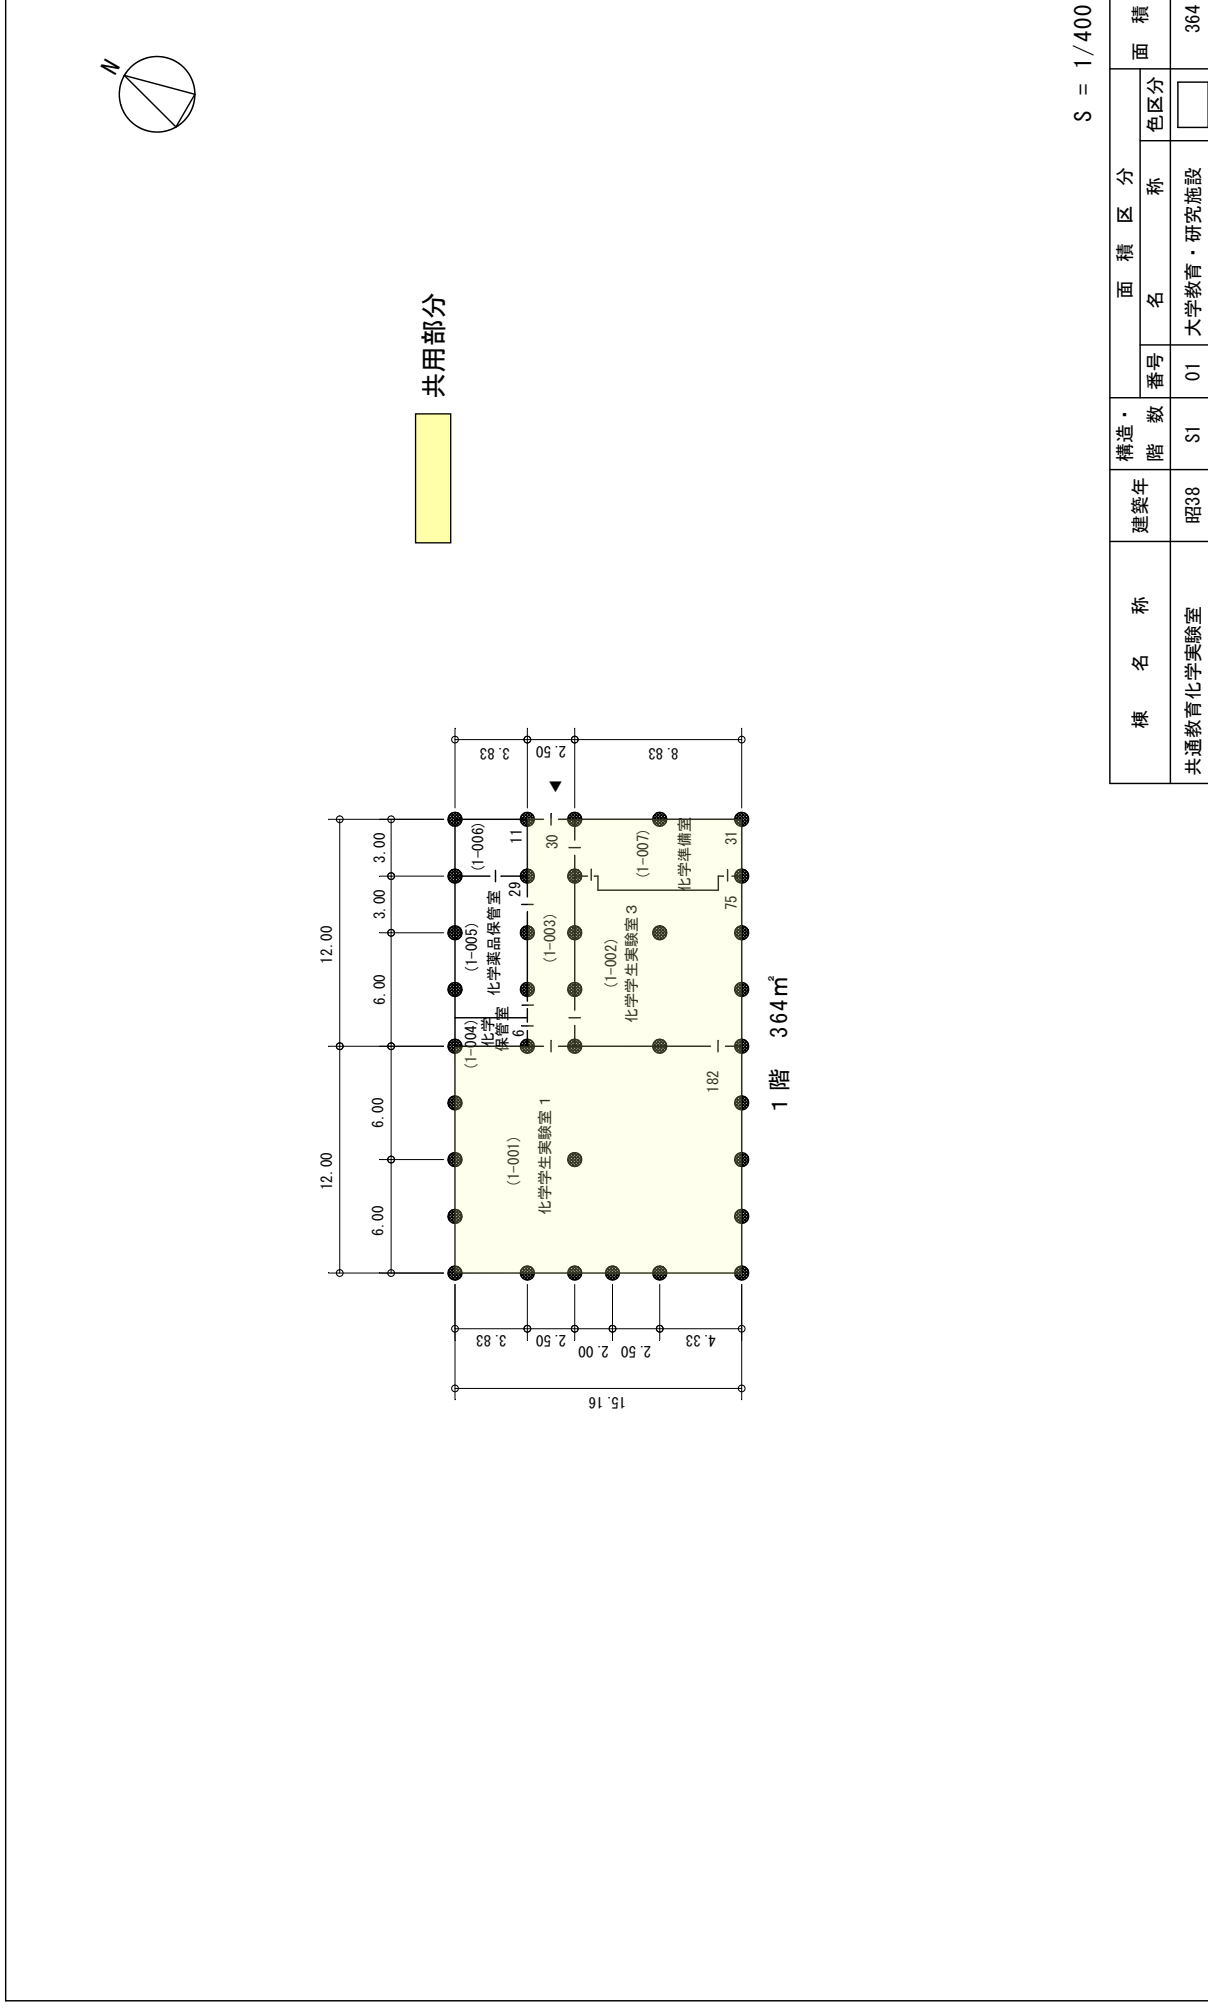 N
共用部分
12.00
12.00
6.00
6.00
6.00
3.00
3.00
3.83
2.50
8.83
3.83
2.50
2.00
2.50
4.33
15.16
(1-004)
化学
保管室
6
(1-005)
化学薬品保管室
29
(1-006)
11
(1-003)
30
(1-001)
化学学生実験室1
182
(1-002)
化学学生実験室3
75
(1-007)
化学準備室
31
1階 364㎡
S = 1/400
棟 名 称
建築年
構造・
階 数
面 積 区 分
番号
名 称
色区分
面 積
共通教育化学実験室
昭38
S1
01
大学教育・研究施設
364